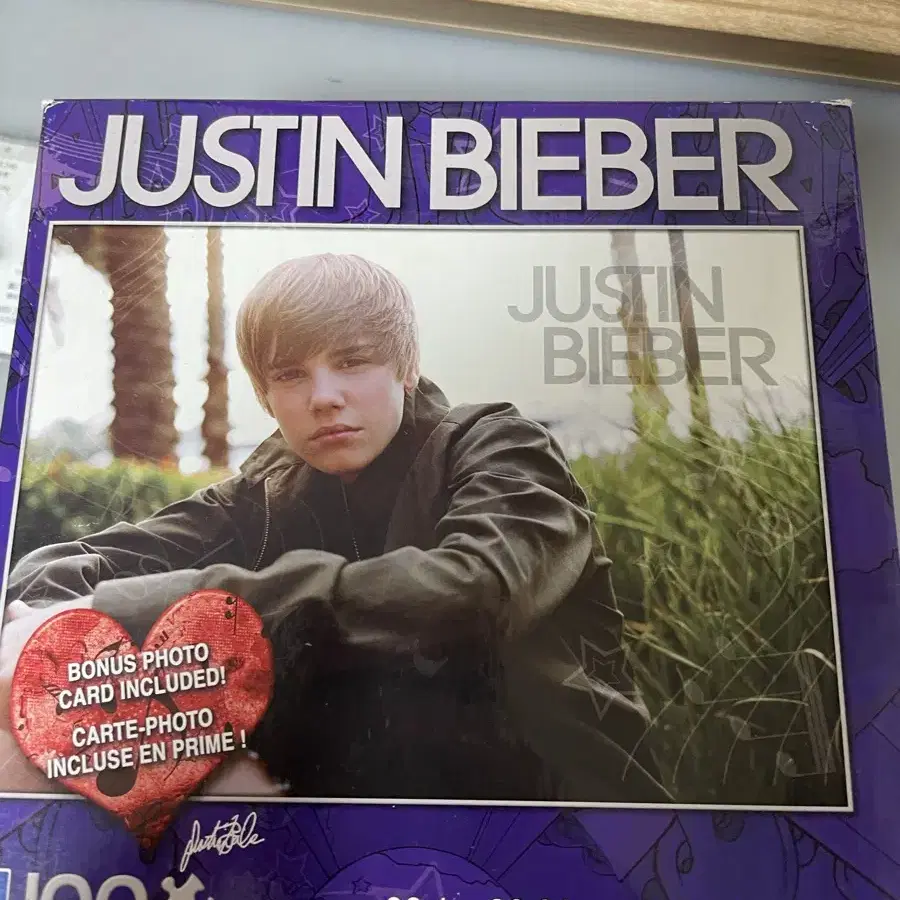 JUSTIN BIEBER
JUSTIN
BIEBER
BONUS PHOTO
CARD INCLUDED!
CARTE-PHOTO
INCLUSE EN PRIME !